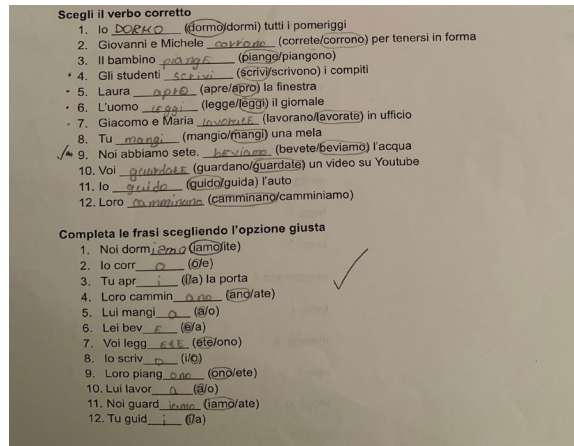 Scegli il verbo corretto
1. Io DORMO (dormo/dormi) tutti i pomeriggi
2. Giovanni e Michele corrono (correte/corrono) per tenersi in forma
3. Il bambino piangE (piange/piangono)
4. Gli studenti scrivi (scrivi/scrivono) i compiti
5. Laura apro (apre/apro) la finestra
6. L'uomo leggi (legge/leggi) il giornale
7. Giacomo e Maria lavoratE (lavorano/lavorate) in ufficio
8. Tu mangi (mangio/mangi) una mela
9. Noi abbiamo sete. beviamo (bevete/beviamo) l'acqua
10. Voi guardatE (guardano/guardate) un video su Youtube
11. Io guido (guido/guida) l'auto
12. Loro camminano (camminano/camminiamo)
Completa le frasi scegliendo l'opzione giusta
1. Noi dormiamo (iamo/ite)
2. Io corr o (o/e)
3. Tu apr i (i/a) la porta
4. Loro cammin ano (ano/ate)
5. Lui mangi a (a/o)
6. Lei bev E (e/a)
7. Voi legg EtE (ete/ono)
8. Io scriv o (i/o)
9. Loro piang ono (ono/ete)
10. Lui lavor a (a/o)
11. Noi guard iamo (iamo/ate)
12. Tu guid i (i/a)